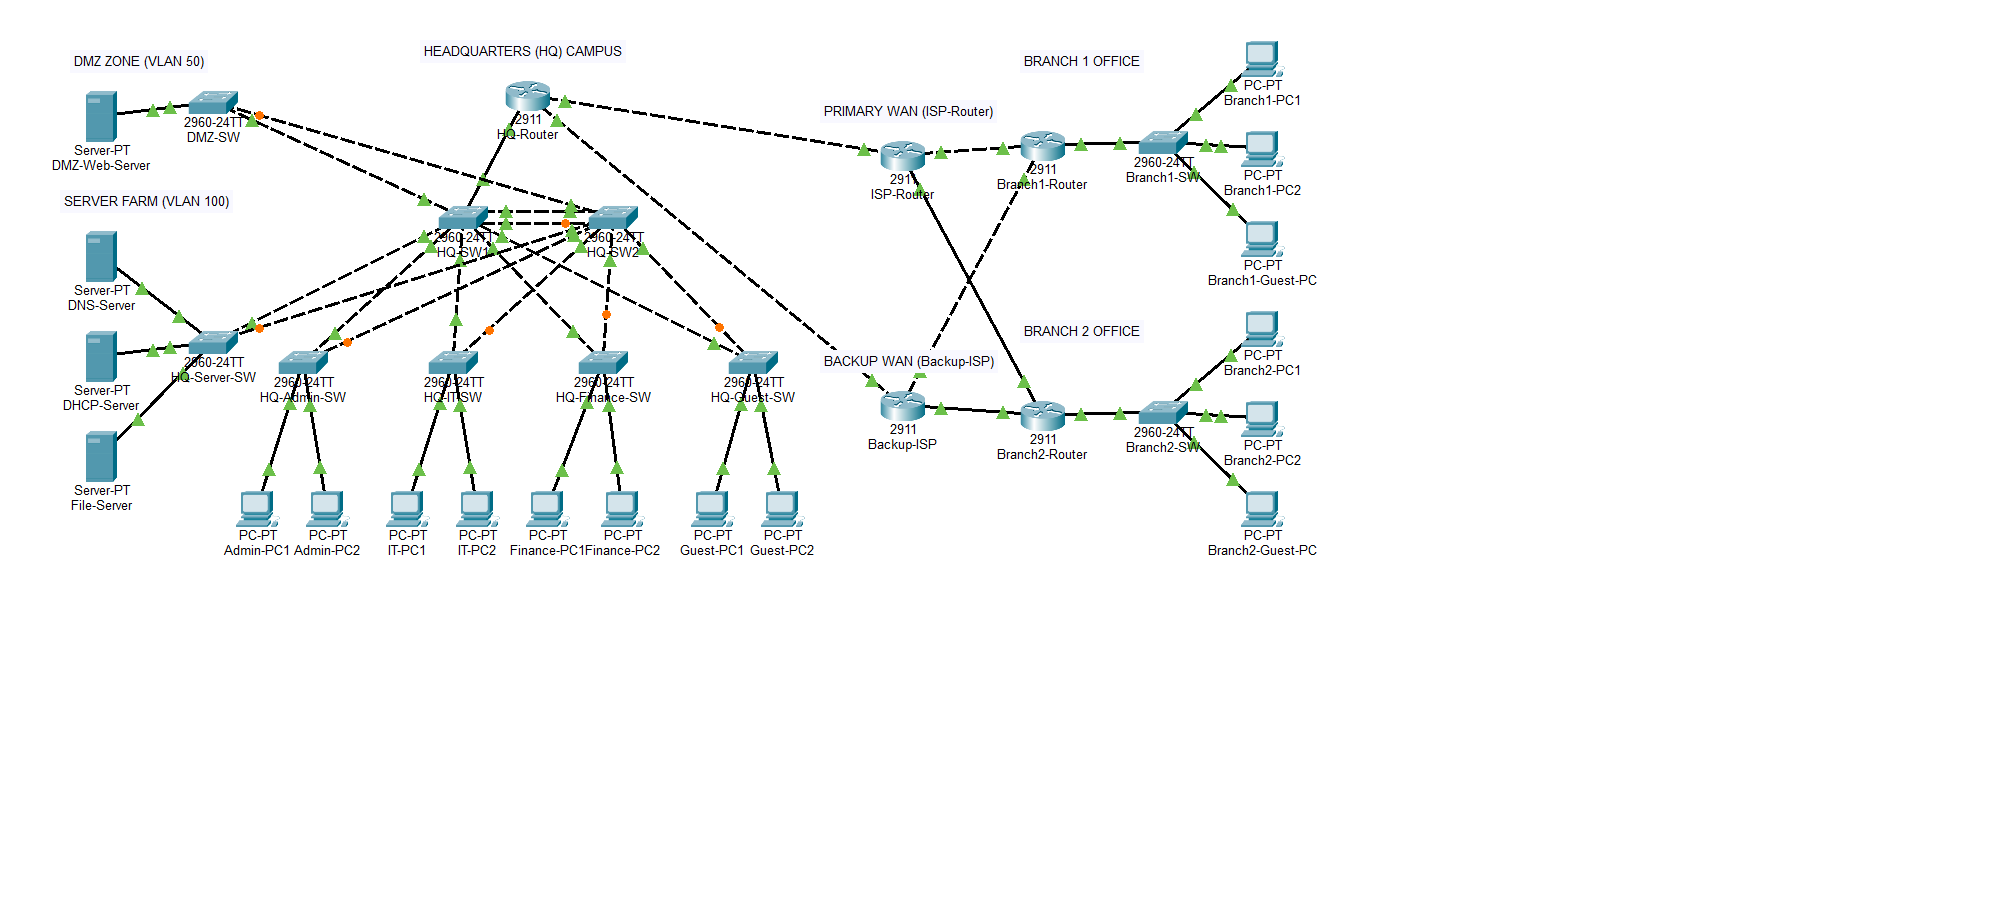 HEADQUARTERS (HQ) CAMPUS
DMZ ZONE (VLAN 50)
Server-PT
DMZ-Web-Server
2960-24TT
DMZ-SW
2911
HQ-Router
PRIMARY WAN (ISP-Router)
2911
ISP-Router
BRANCH 1 OFFICE
2911
Branch1-Router
2960-24TT
Branch1-SW
PC-PT
Branch1-PC1
PC-PT
Branch1-PC2
PC-PT
Branch1-Guest-PC
SERVER FARM (VLAN 100)
Server-PT
DNS-Server
Server-PT
DHCP-Server
Server-PT
File-Server
2960-24TT
HQ-Server-SW
2960-24TT
HQ-SW1
2960-24TT
HQ-SW2
2960-24TT
HQ-Admin-SW
2960-24TT
HQ-IT-SW
2960-24TT
HQ-Finance-SW
2960-24TT
HQ-Guest-SW
PC-PT
Admin-PC1
PC-PT
Admin-PC2
PC-PT
IT-PC1
PC-PT
IT-PC2
PC-PT
Finance-PC1
PC-PT
Finance-PC2
PC-PT
Guest-PC1
PC-PT
Guest-PC2
BACKUP WAN (Backup-ISP)
2911
Backup-ISP
BRANCH 2 OFFICE
2911
Branch2-Router
2960-24TT
Branch2-SW
PC-PT
Branch2-PC1
PC-PT
Branch2-PC2
PC-PT
Branch2-Guest-PC